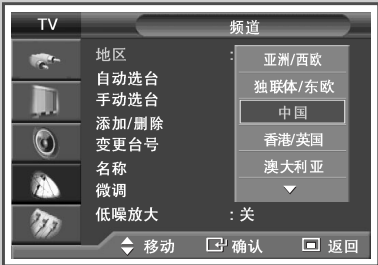 TV
频道
地区 :
亚洲/西欧
独联体/东欧
中国
香港/英国
澳大利亚
自动选台
手动选台
添加/删除
变更台号
名称
微调
低噪放大 : 关
移动 确认 返回